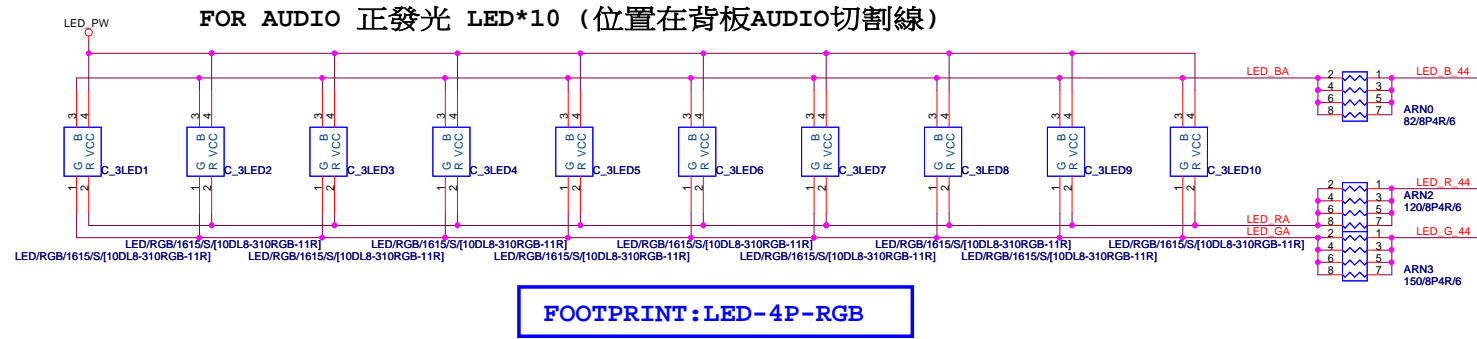 FOR AUDIO 正發光 LED*10 (位置在背板AUDIO切割線)
LED_PW
LED_BA
2 1
4 3
6 5
8 7
LED_B_44
ARN0
82/8P4R/6
3 4 3 4 3 4 3 4 3 4 3 4 3 4 3 4 3 4 3 4
B VCC B VCC B VCC B VCC B VCC B VCC B VCC B VCC B VCC B VCC
G R G R G R G R G R G R G R G R G R G R
C_3LED1 C_3LED2 C_3LED3 C_3LED4 C_3LED5 C_3LED6 C_3LED7 C_3LED8 C_3LED9 C_3LED10
1 2 1 2 1 2 1 2 1 2 1 2 1 2 1 2 1 2 1 2
LED_R_44
2 1
4 3
6 5
8 7
ARN2
120/8P4R/6
LED_RA
LED_GA
LED_G_44
2 1
4 3
6 5
8 7
ARN3
150/8P4R/6
LED/RGB/1615/S/[10DL8-310RGB-11R] LED/RGB/1615/S/[10DL8-310RGB-11R] LED/RGB/1615/S/[10DL8-310RGB-11R] LED/RGB/1615/S/[10DL8-310RGB-11R] LED/RGB/1615/S/[10DL8-310RGB-11R]
LED/RGB/1615/S/[10DL8-310RGB-11R] LED/RGB/1615/S/[10DL8-310RGB-11R] LED/RGB/1615/S/[10DL8-310RGB-11R] LED/RGB/1615/S/[10DL8-310RGB-11R] LED/RGB/1615/S/[10DL8-310RGB-11R]
FOOTPRINT:LED-4P-RGB